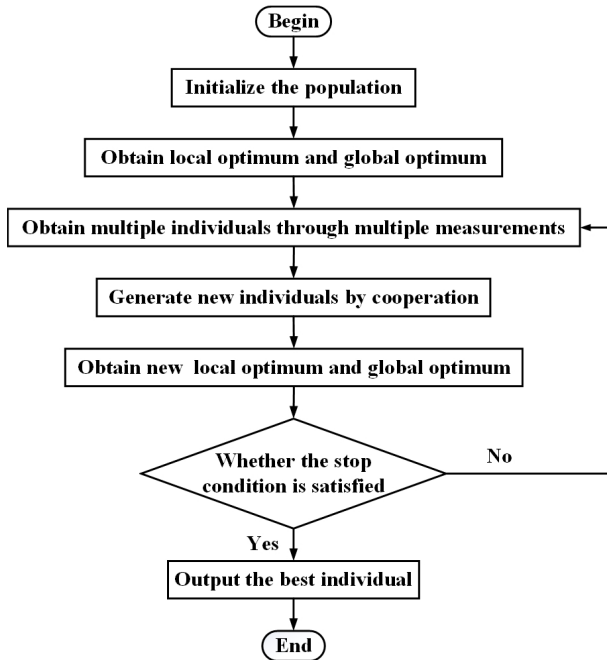 Begin
Initialize the population
Obtain local optimum and global optimum
Obtain multiple individuals through multiple measurements
Generate new individuals by cooperation
Obtain new local optimum and global optimum
Whether the stop
condition is satisfied
No
Yes
Output the best individual
End